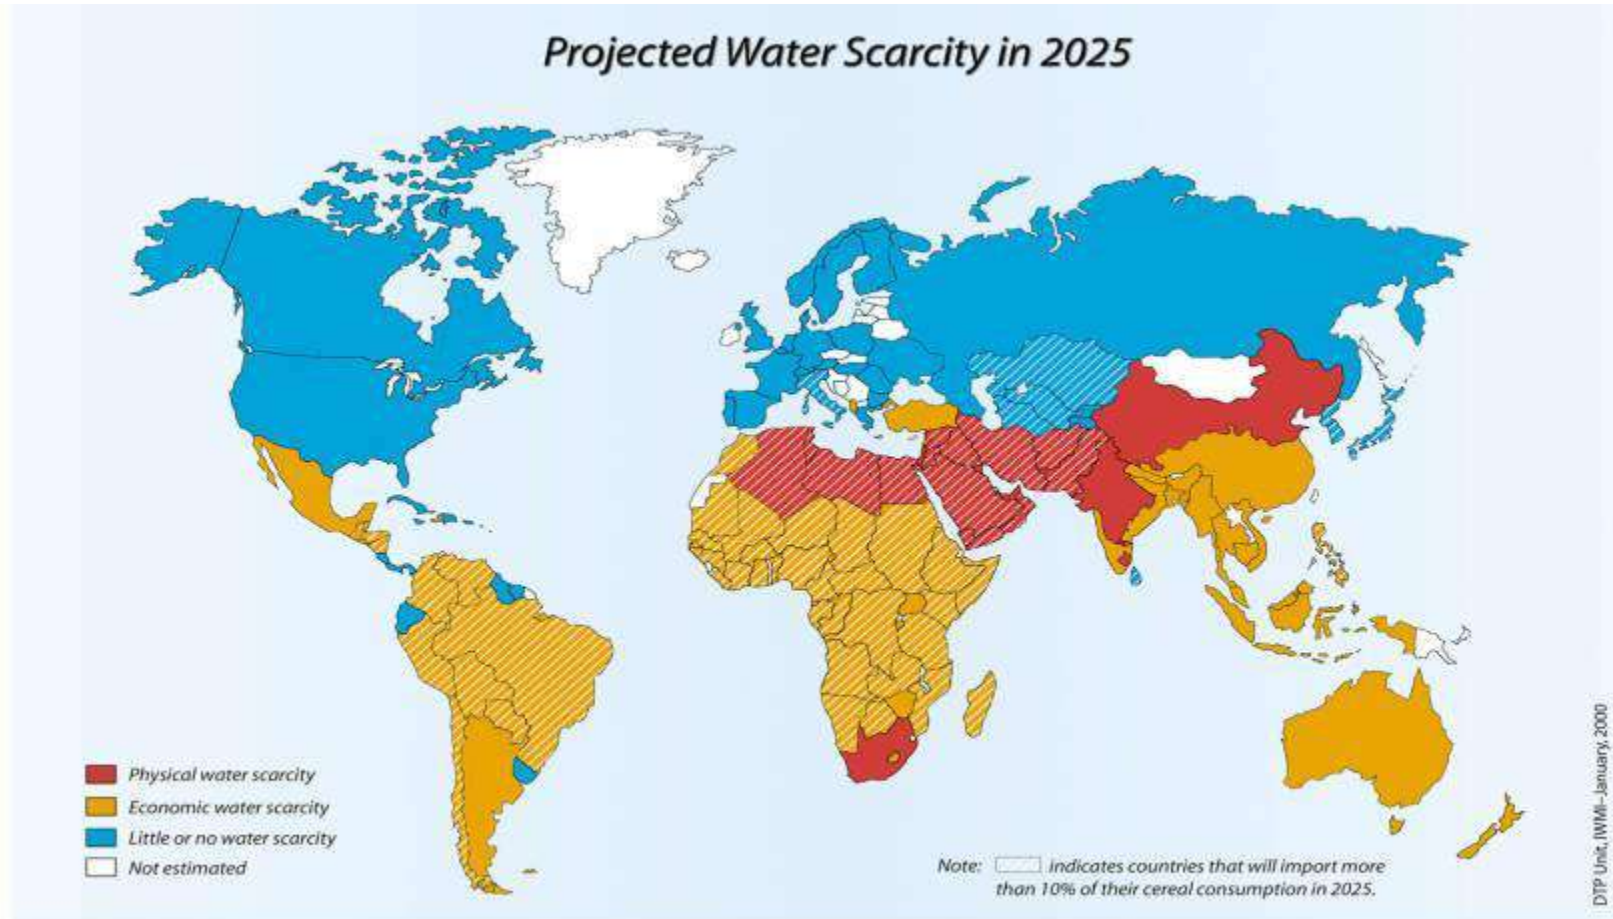 Projected Water Scarcity in 2025
Physical water scarcity
Economic water scarcity
Little or no water scarcity
Not estimated
Note: indicates countries that will import more
than 10% of their cereal consumption in 2025.
DTP Unit, IWMI–January, 2000